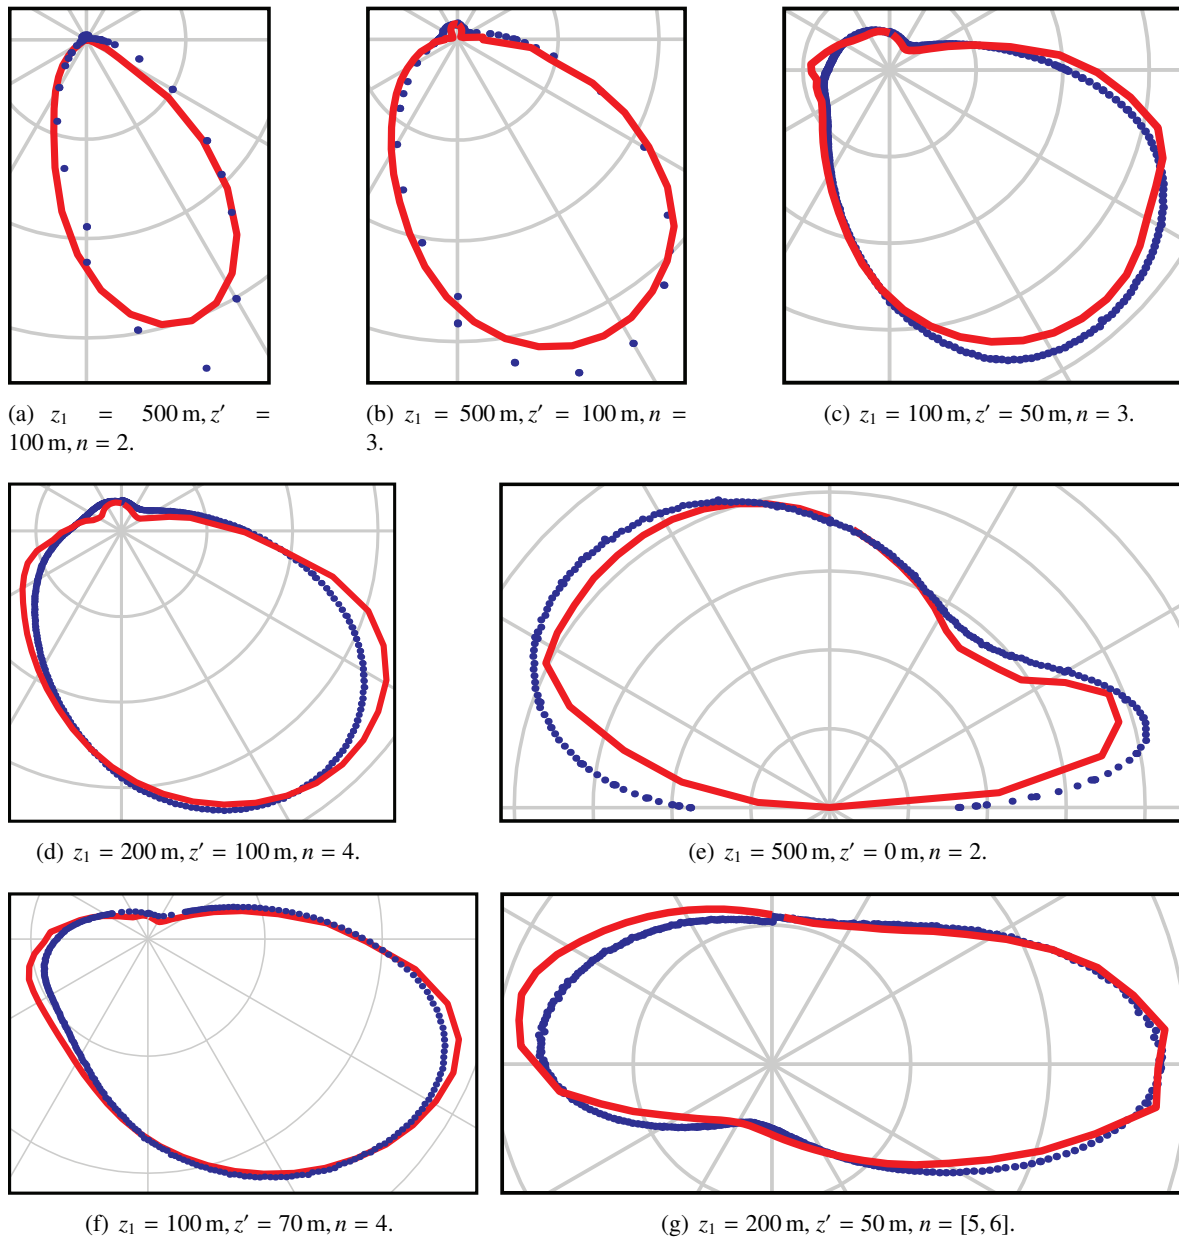 (a) z₁ = 500 m, z′ =
100 m, n = 2.
(b) z₁ = 500 m, z′ = 100 m, n =
3.
(c) z₁ = 100 m, z′ = 50 m, n = 3.
(d) z₁ = 200 m, z′ = 100 m, n = 4.
(e) z₁ = 500 m, z′ = 0 m, n = 2.
(f) z₁ = 100 m, z′ = 70 m, n = 4.
(g) z₁ = 200 m, z′ = 50 m, n = [5, 6].